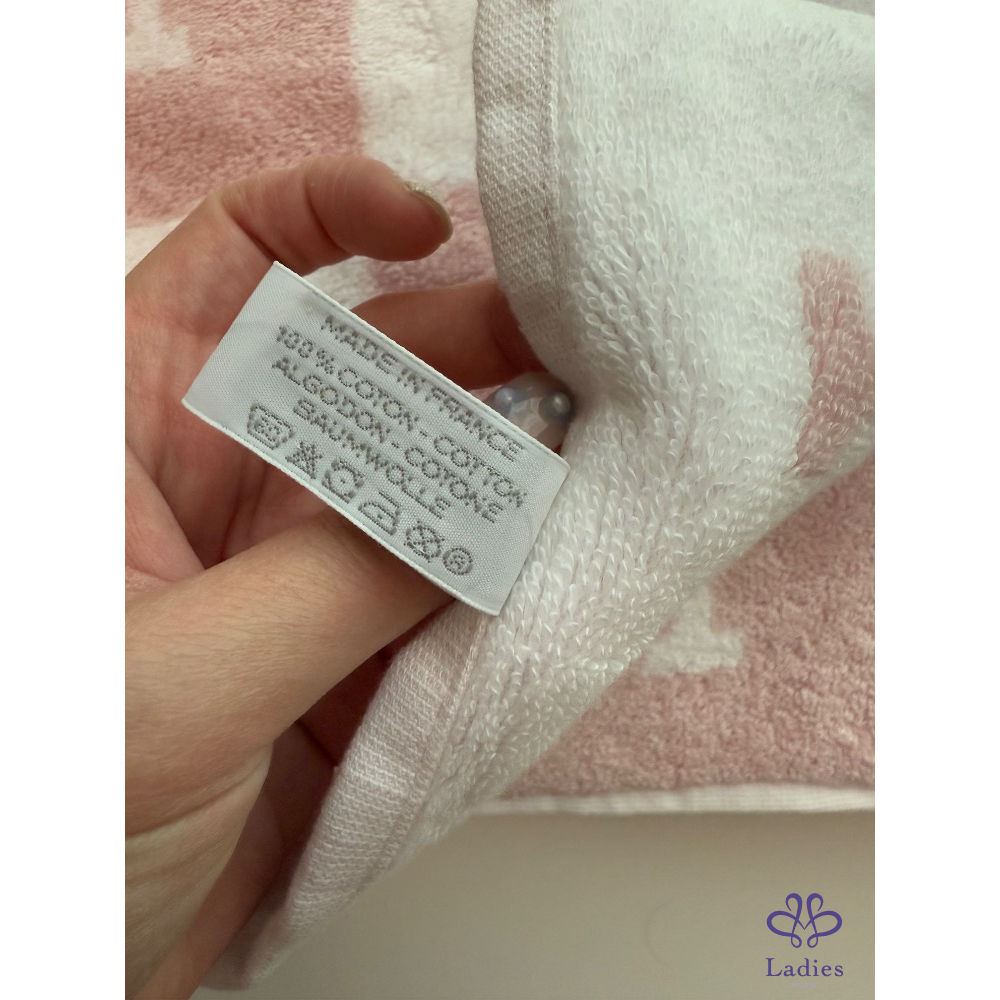 MADE IN FRANCE
100% COTON - COTTON
ALGODON - COTONE
BAUMWOLLE
Ladies